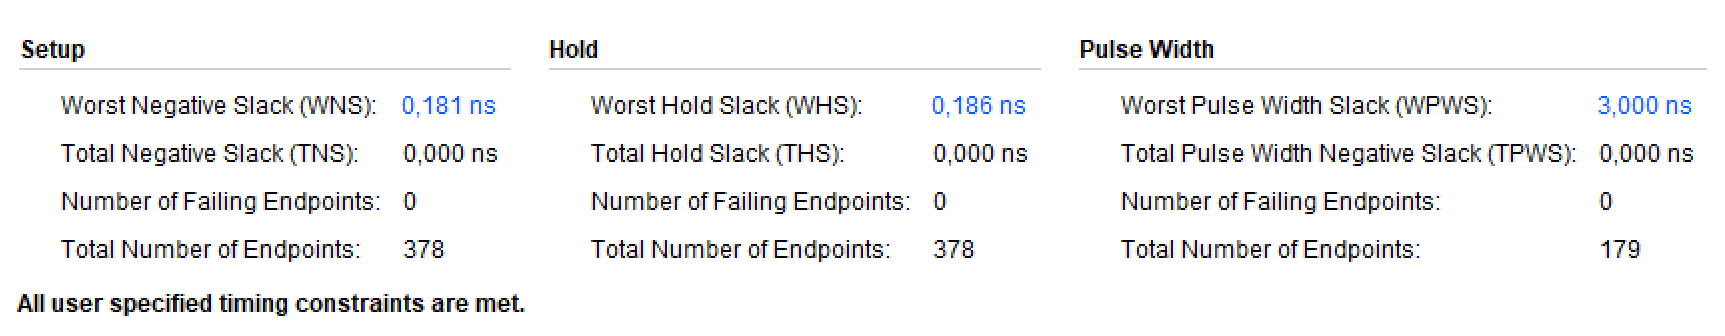 Setup Hold Pulse Width
Worst Negative Slack (WNS): 0,181 ns Worst Hold Slack (WHS): 0,186 ns Worst Pulse Width Slack (WPWS): 3,000 ns
Total Negative Slack (TNS): 0,000 ns Total Hold Slack (THS): 0,000 ns Total Pulse Width Negative Slack (TPWS): 0,000 ns
Number of Failing Endpoints: 0 Number of Failing Endpoints: 0 Number of Failing Endpoints: 0
Total Number of Endpoints: 378 Total Number of Endpoints: 378 Total Number of Endpoints: 179
All user specified timing constraints are met.